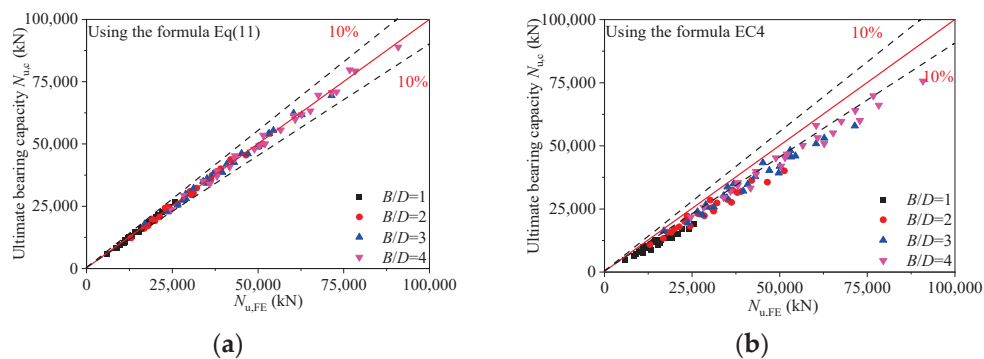 100,000
Using the formula Eq(11)
10%
75,000
10%
50,000
25,000
0
Ultimate bearing capacity Nu,c (kN)
B/D=1
B/D=2
B/D=3
B/D=4
0 25,000 50,000 75,000 100,000
Nu,FE (kN)
(a)
100,000
Using the formula EC4
10%
75,000
10%
50,000
25,000
0
Ultimate bearing capacity Nu,c (kN)
B/D=1
B/D=2
B/D=3
B/D=4
0 25,000 50,000 75,000 100,000
Nu,FE (kN)
(b)